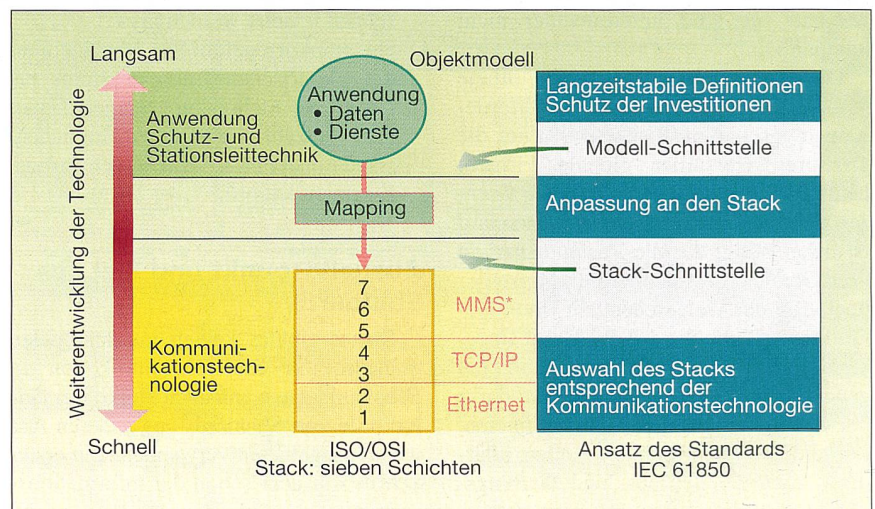 Langsam
Weiterentwicklung der Technologie
Schnell
Anwendung
Schutz- und
Stationsleittechnik
Kommuni-
kationstech-
nologie
Objektmodell
Anwendung
• Daten
• Dienste
Mapping
7
6
5
4
3
2
1
MMS*
TCP/IP
Ethernet
ISO/OSI
Stack: sieben Schichten
Langzeitstabile Definitionen
Schutz der Investitionen
Modell-Schnittstelle
Anpassung an den Stack
Stack-Schnittstelle
Auswahl des Stacks
entsprechend der
Kommunikationstechnologie
Ansatz des Standards
IEC 61850